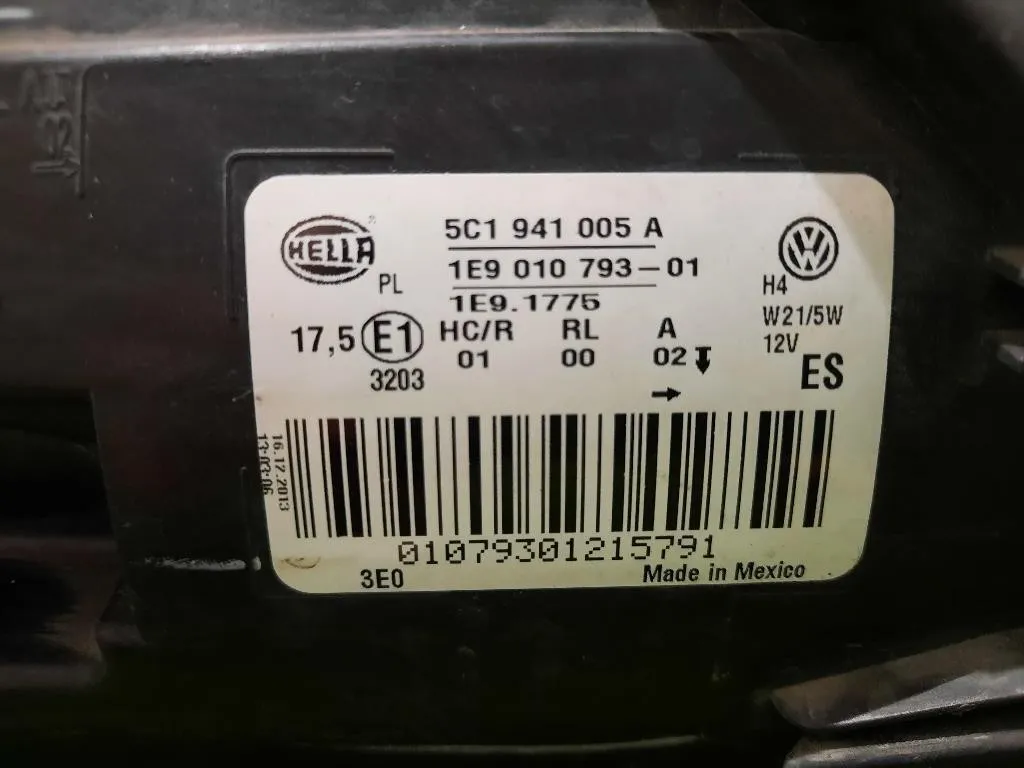 HELLA
PL
5C1 941 005 A
1E9 010 793-01
1E9.1775
H4
W21/5W
12V
ES
17,5 E1 HC/R RL A
01 00 02
3203
16.12.2013
13:03:06
01079301215791
3E0 Made in Mexico